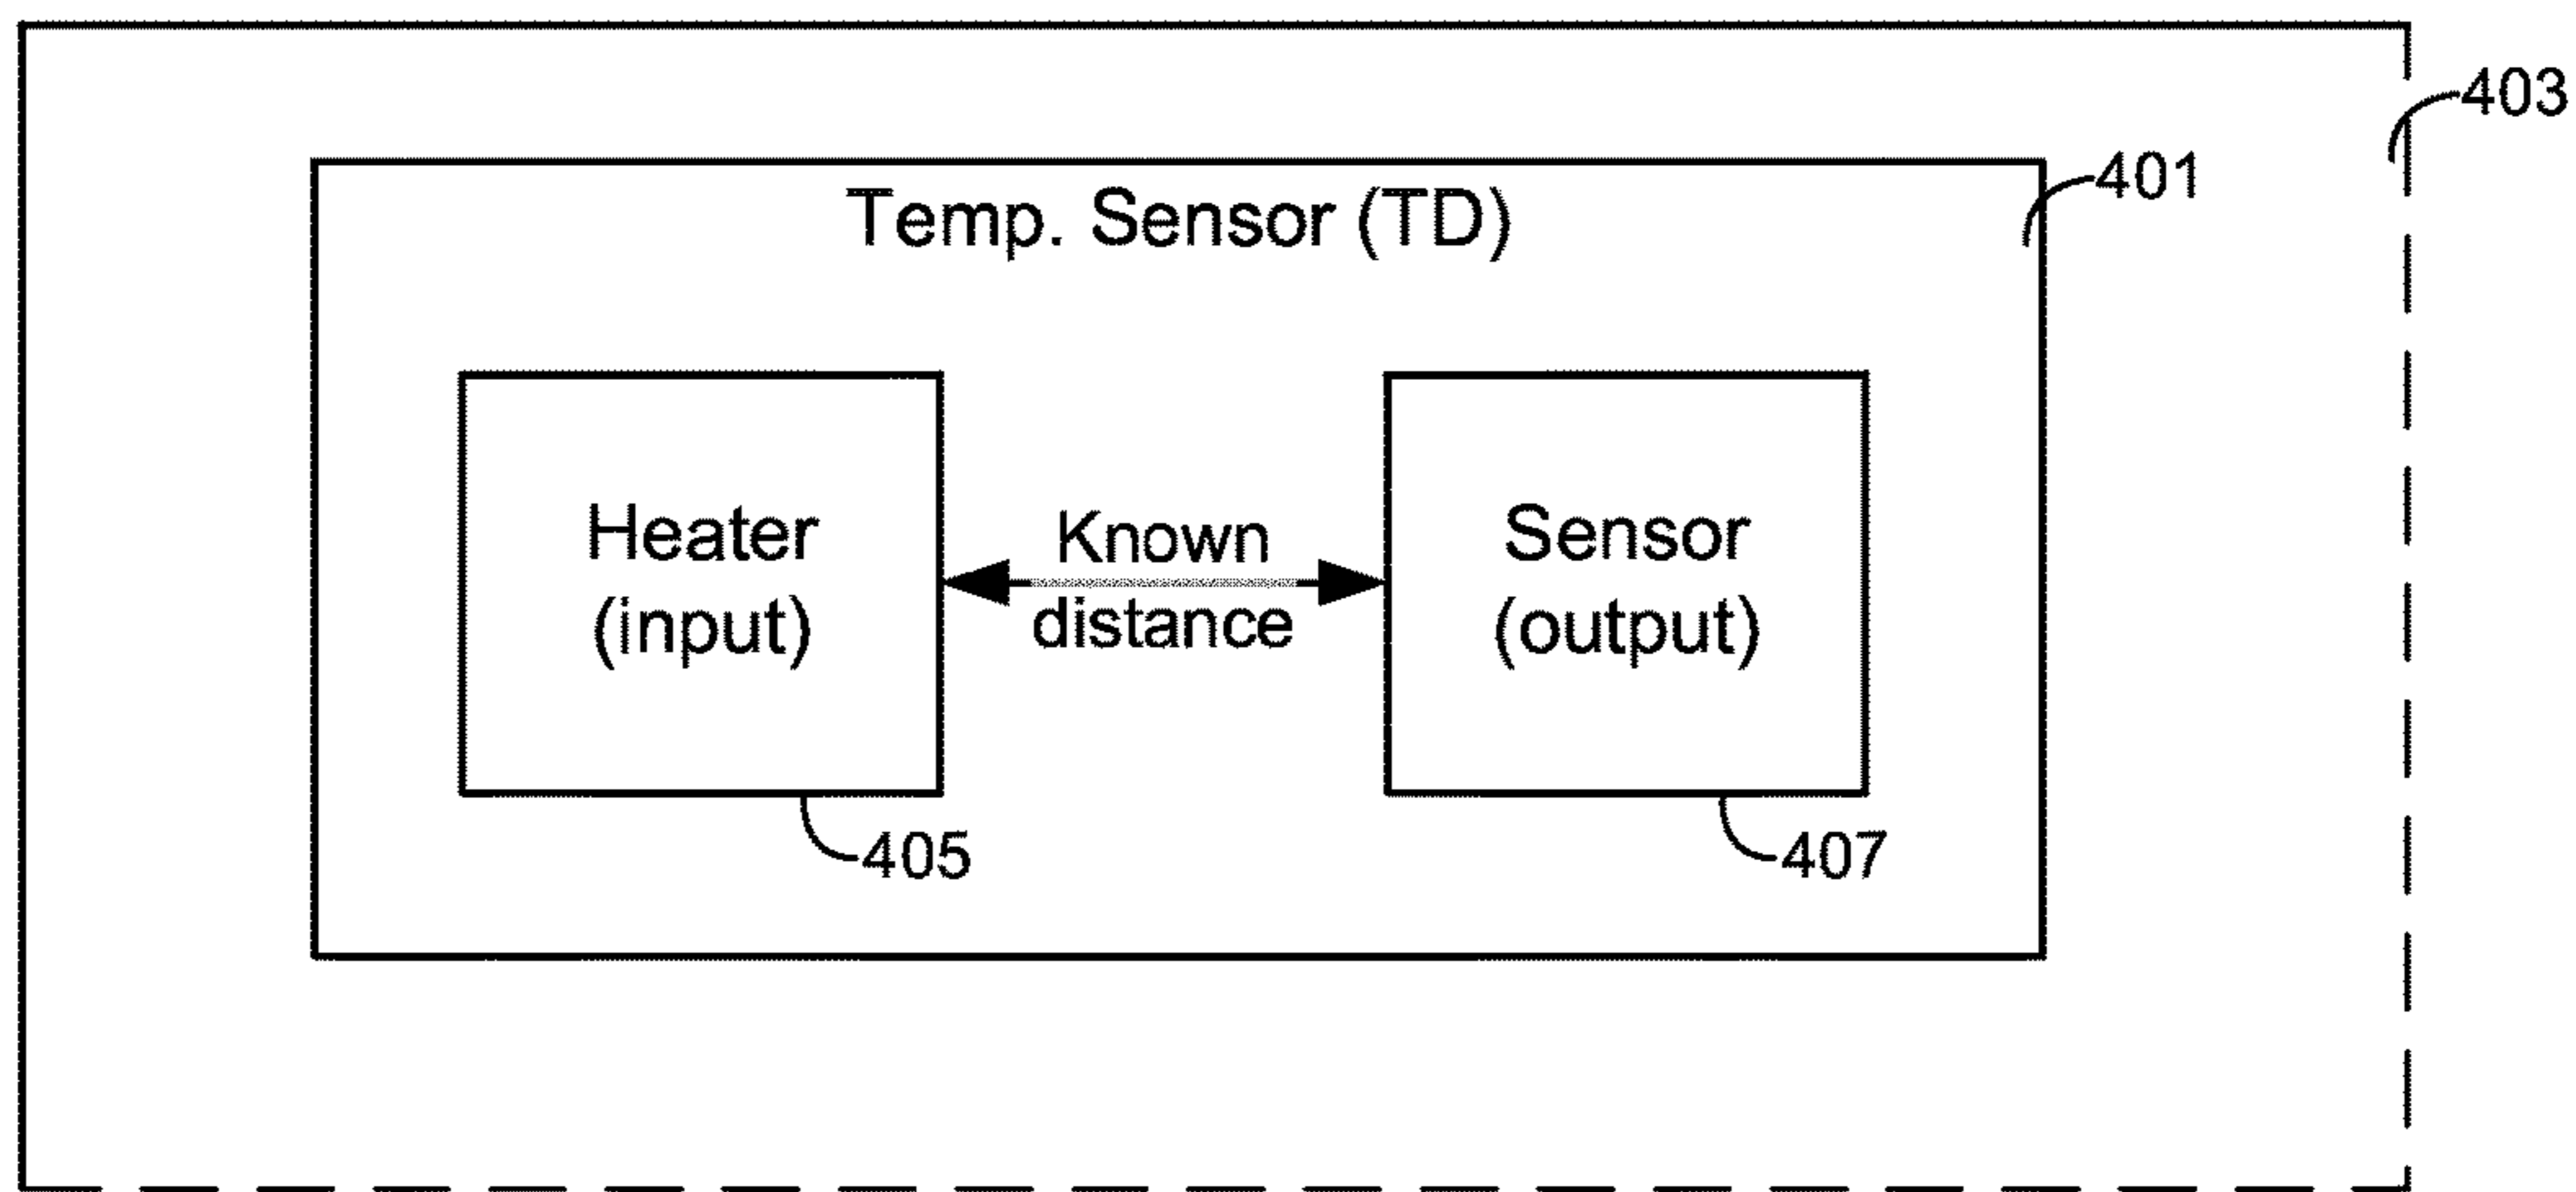 403
401
Temp. Sensor (TD)
Heater
(input)
Known
distance
Sensor
(output)
405
407